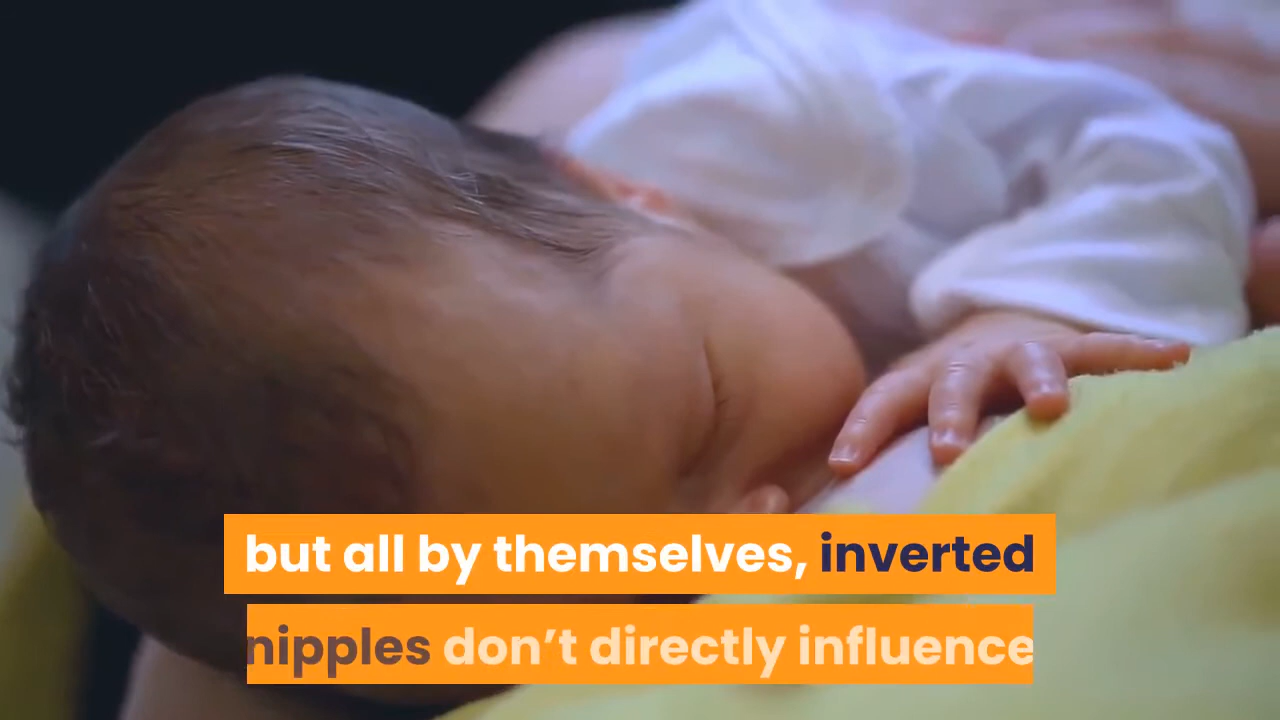 but all by themselves, inverted
nipples don’t directly influence